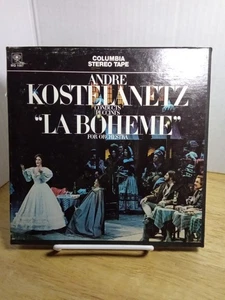 COLUMBIA
STEREO TAPE
ANDRE
KOSTELANETZ
CONDUCTS
PUCCINI'S
"LA BOHEME"
FOR ORCHESTRA